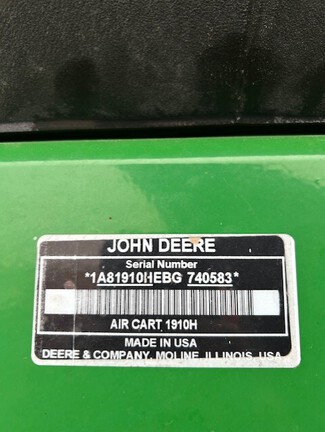 JOHN DEERE
Serial Number
*1A81910HEBG 740583*
AIR CART 1910H
MADE IN USA
DEERE & COMPANY, MOLINE, ILLINOIS, USA